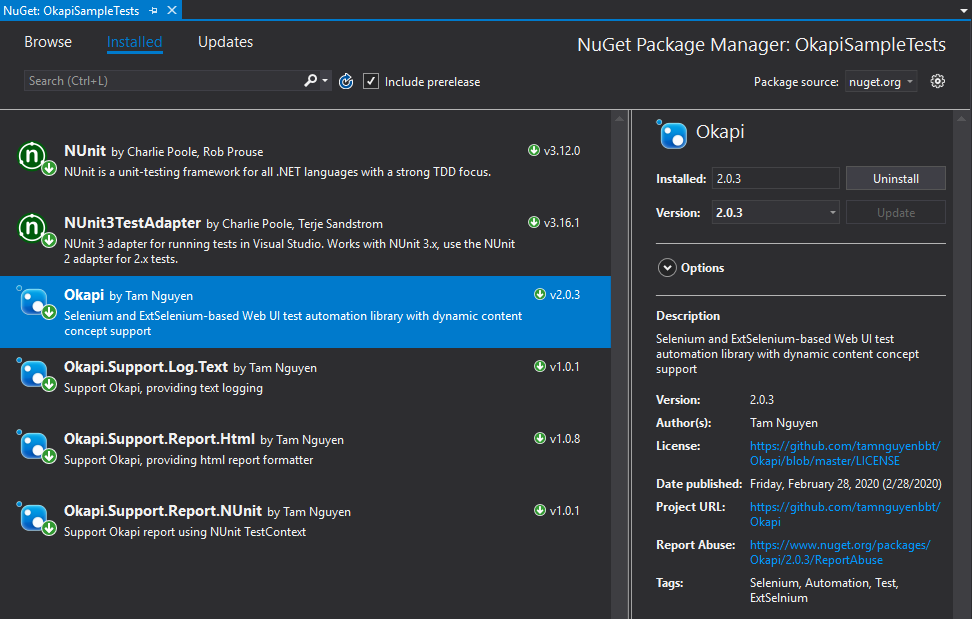 NuGet: OkapiSampleTests
Browse Installed Updates
NuGet Package Manager: OkapiSampleTests
Search (Ctrl+L)
Include prerelease
Package source: nuget.org
NUnit by Charlie Poole, Rob Prouse
v3.12.0
NUnit is a unit-testing framework for all .NET languages with a strong TDD focus.
NUnit3TestAdapter by Charlie Poole, Terje Sandstrom
v3.16.1
NUnit 3 adapter for running tests in Visual Studio. Works with NUnit 3.x, use the NUnit
2 adapter for 2.x tests.
Okapi by Tam Nguyen
v2.0.3
Selenium and ExtSelenium-based Web UI test automation library with dynamic content
concept support
Okapi.Support.Log.Text by Tam Nguyen
v1.0.1
Support Okapi, providing text logging
Okapi.Support.Report.Html by Tam Nguyen
v1.0.8
Support Okapi, providing html report formatter
Okapi.Support.Report.NUnit by Tam Nguyen
v1.0.1
Support Okapi report using NUnit TestContext
Okapi
Installed: 2.0.3 Uninstall
Version: 2.0.3 Update
Options
Description
Selenium and ExtSelenium-based Web UI test
automation library with dynamic content concept
support
Version: 2.0.3
Author(s): Tam Nguyen
License: https://github.com/tamnguyenbbt/
Okapi/blob/master/LICENSE
Date published: Friday, February 28, 2020 (2/28/2020)
Project URL: https://github.com/tamnguyenbbt/
Okapi
Report Abuse: https://www.nuget.org/packages/
Okapi/2.0.3/ReportAbuse
Tags: Selenium, Automation, Test,
ExtSelnium